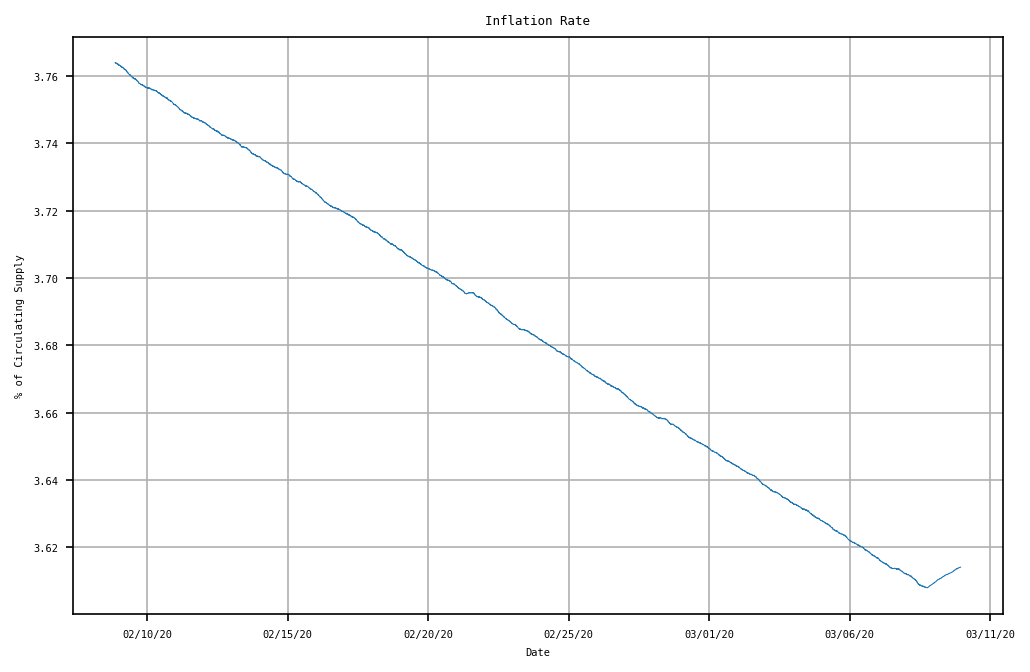 Inflation Rate
% of Circulating Supply
3.76
3.74
3.72
3.70
3.68
3.66
3.64
3.62
02/10/20 02/15/20 02/20/20 02/25/20 03/01/20 03/06/20 03/11/20
Date